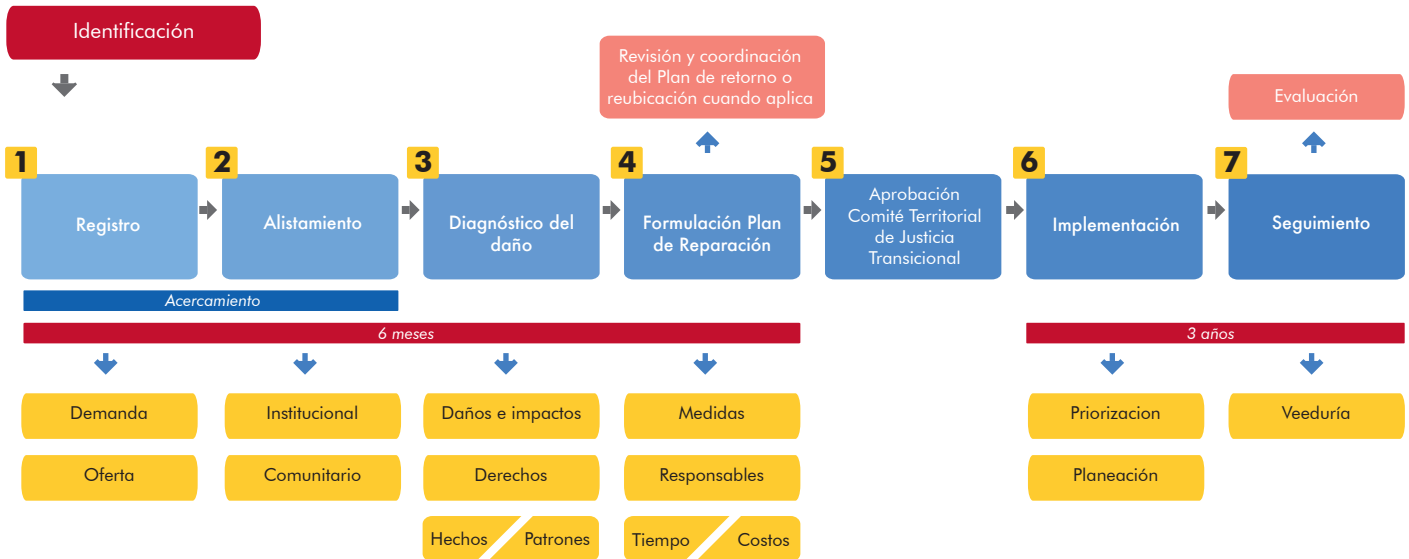 Identificación
Revisión y coordinación
del Plan de retorno o
reubicación cuando aplica
Evaluación
1
Registro
2
Alistamiento
3
Diagnóstico del
daño
4
Formulación Plan
de Reparación
5
Aprobación
Comité Territorial
de Justicia
Transicional
6
Implementación
7
Seguimiento
Acercamiento
6 meses
3 años
Demanda
Oferta
Institucional
Comunitario
Daños e impactos
Derechos
Hechos
Patrones
Medidas
Responsables
Tiempo
Costos
Priorizacion
Planeación
Veeduría